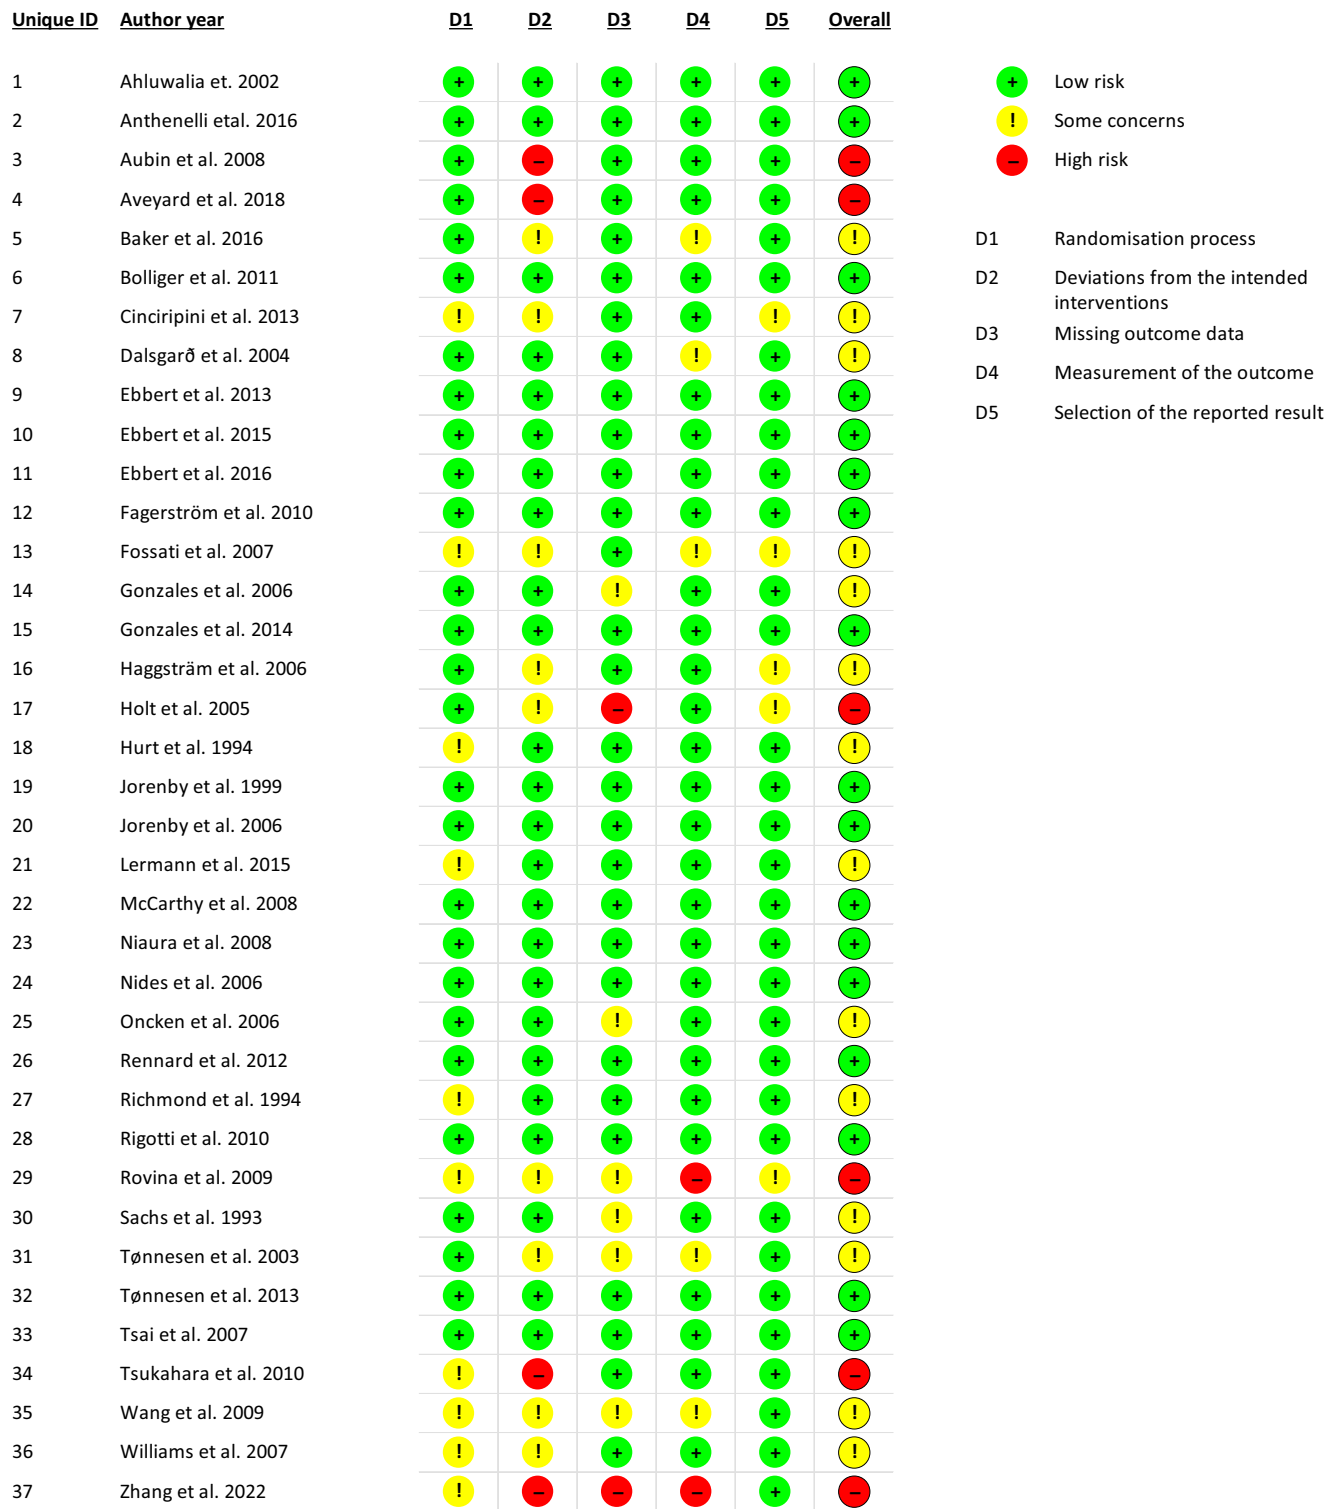 Unique ID Author year D1 D2 D3 D4 D5 Overall
1 Ahluwalia et. 2002 + + + + + + + Low risk
2 Anthenelli etal. 2016 + + + + + + ! Some concerns
3 Aubin et al. 2008 + − + + + − − High risk
4 Aveyard et al. 2018 + − + + + −
5 Baker et al. 2016 + ! + ! + ! D1 Randomisation process
6 Bolliger et al. 2011 + + + + + + D2 Deviations from the intended
interventions
7 Cinciripini et al. 2013 ! ! + + ! ! D3 Missing outcome data
8 Dalsgarð et al. 2004 + + + ! + ! D4 Measurement of the outcome
9 Ebbert et al. 2013 + + + + + + D5 Selection of the reported result
10 Ebbert et al. 2015 + + + + + +
11 Ebbert et al. 2016 + + + + + +
12 Fagerström et al. 2010 + + + + + +
13 Fossati et al. 2007 ! ! + ! ! !
14 Gonzales et al. 2006 + + ! + + !
15 Gonzales et al. 2014 + + + + + +
16 Haggsträm et al. 2006 + ! + + ! !
17 Holt et al. 2005 + ! − + ! −
18 Hurt et al. 1994 ! + + + + !
19 Jorenby et al. 1999 + + + + + +
20 Jorenby et al. 2006 + + + + + +
21 Lermann et al. 2015 ! + + + + !
22 McCarthy et al. 2008 + + + + + +
23 Niaura et al. 2008 + + + + + +
24 Nides et al. 2006 + + + + + +
25 Oncken et al. 2006 + + ! + + !
26 Rennard et al. 2012 + + + + + +
27 Richmond et al. 1994 ! + + + + !
28 Rigotti et al. 2010 + + + + + +
29 Rovina et al. 2009 ! ! ! − ! −
30 Sachs et al. 1993 + + ! + + !
31 Tønnesen et al. 2003 + ! ! ! + !
32 Tønnesen et al. 2013 + + + + + +
33 Tsai et al. 2007 + + + + + +
34 Tsukahara et al. 2010 ! − + + + −
35 Wang et al. 2009 ! ! ! ! + !
36 Williams et al. 2007 ! ! + + + !
37 Zhang et al. 2022 ! − − − + −